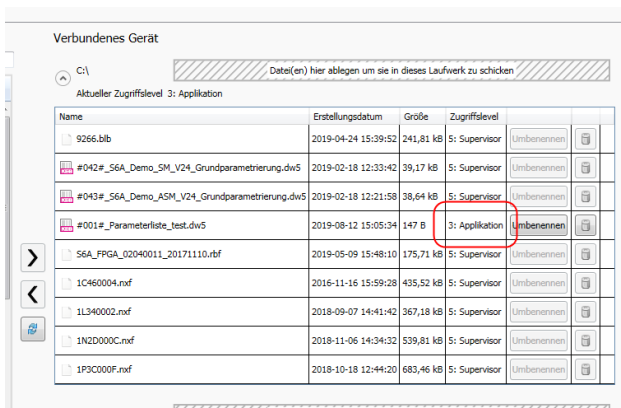 Verbundenes Gerät
C:\
Datei(en) hier ablegen um sie in dieses Laufwerk zu schicken
Aktueller Zugriffslevel 3: Applikation
Name Erstellungsdatum Größe Zugriffslevel
9266.blb 2019-04-24 15:39:52 241,81 kB 5: Supervisor Umbenennen
#042#_S6A_Demo_SM_V24_Grundparametrierung.dw5 2019-02-18 12:33:42 39,17 kB 5: Supervisor Umbenennen
#043#_S6A_Demo_ASM_V24_Grundparametrierung.dw5 2019-02-18 12:21:58 38,64 kB 5: Supervisor Umbenennen
#001#_Parameterliste_test.dw5 2019-08-12 15:05:34 147 B 3: Applikation Umbenennen
S6A_FPGA_02040011_20171110.rbf 2019-05-09 15:48:10 175,71 kB 5: Supervisor Umbenennen
1C460004.nxf 2016-11-16 15:59:28 435,52 kB 5: Supervisor Umbenennen
1L340002.nxf 2018-09-07 14:41:42 367,18 kB 5: Supervisor Umbenennen
1N2D000C.nxf 2018-11-06 14:34:32 539,81 kB 5: Supervisor Umbenennen
1P3C000F.nxf 2018-10-18 12:44:20 683,46 kB 5: Supervisor Umbenennen